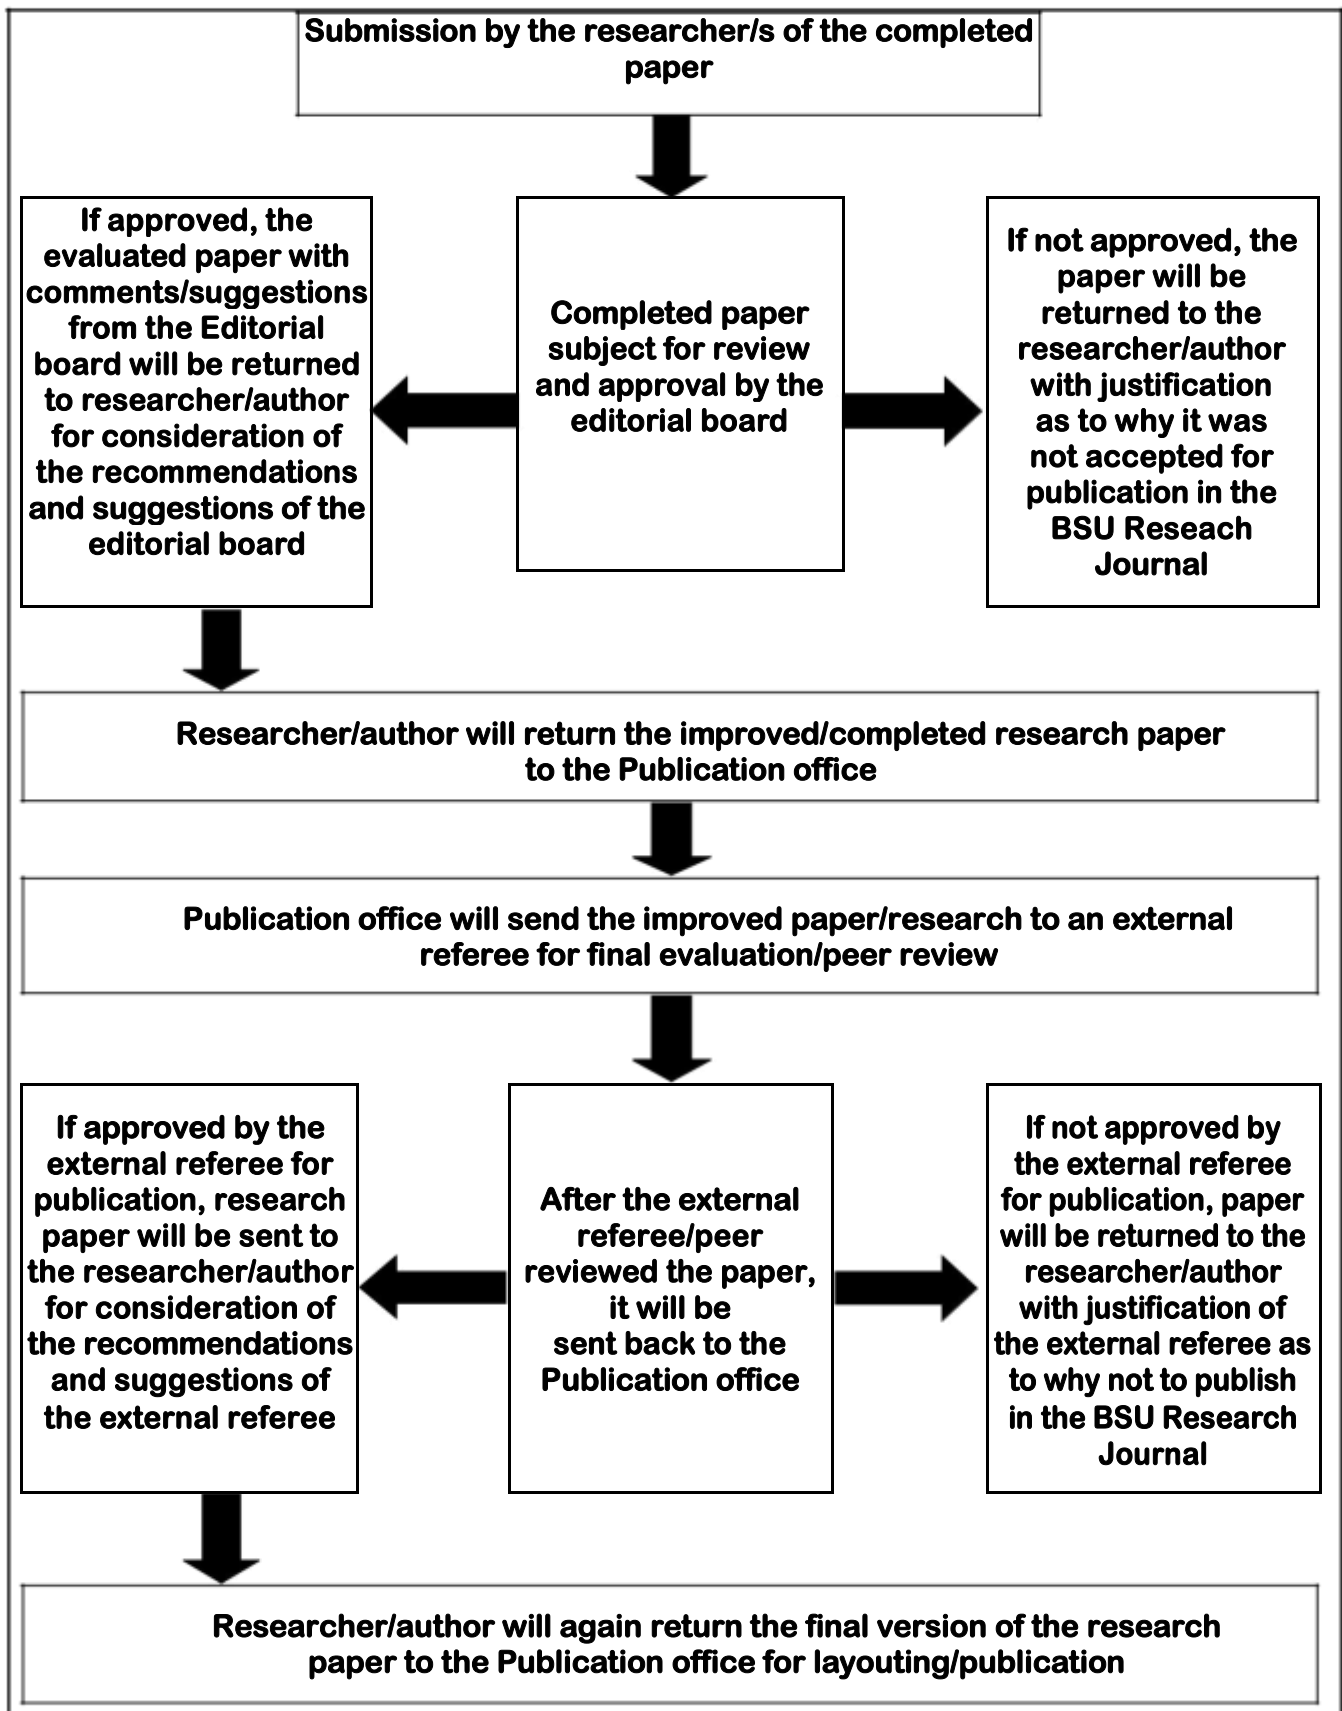 Submission by the researcher/s of the completed
paper
If approved, the
evaluated paper with
comments/suggestions
from the Editorial
board will be returned
to researcher/author
for consideration of
the recommendations
and suggestions of the
editorial board
Completed paper
subject for review
and approval by the
editorial board
If not approved, the
paper will be
returned to the
researcher/author
with justification
as to why it was
not accepted for
publication in the
BSU Reseach
Journal
Researcher/author will return the improved/completed research paper
to the Publication office
Publication office will send the improved paper/research to an external
referee for final evaluation/peer review
If approved by the
external referee for
publication, research
paper will be sent to
the researcher/author
for consideration of
the recommendations
and suggestions of
the external referee
After the external
referee/peer
reviewed the paper,
it will be
sent back to the
Publication office
If not approved by
the external referee
for publication, paper
will be returned to the
researcher/author
with justification of
the external referee as
to why not to publish
in the BSU Research
Journal
Researcher/author will again return the final version of the research
paper to the Publication office for layouting/publication